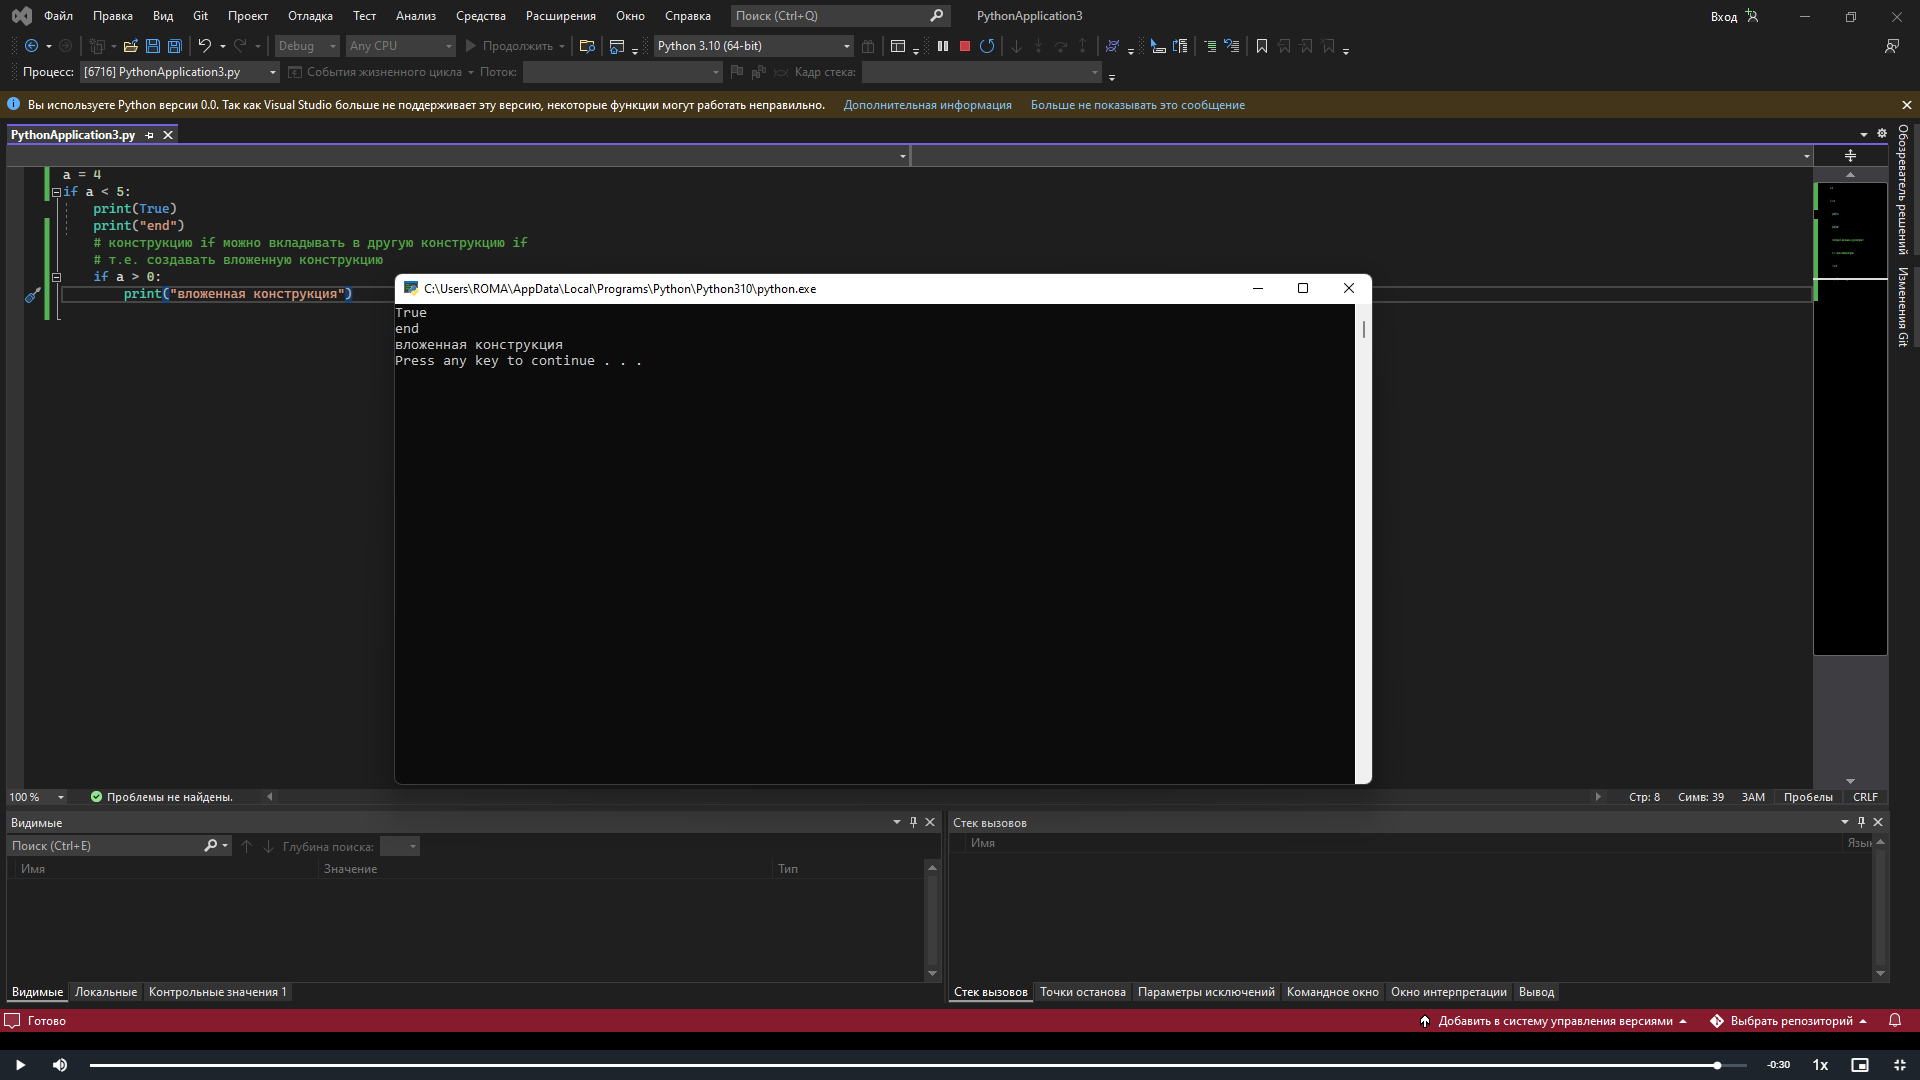 Файл Правка Вид Git Проект Отладка Тест Анализ Средства Расширения Окно Справка Поиск (Ctrl+Q) PythonApplication3 Вход
Debug Any CPU Продолжить Python 3.10 (64-bit)
Процесс: [6716] PythonApplication3.py События жизненного цикла Поток: Кадр стека:
Вы используете Python версии 0.0. Так как Visual Studio больше не поддерживает эту версию, некоторые функции могут работать неправильно. Дополнительная информация Больше не показывать это сообщение
PythonApplication3.py
a = 4
if a < 5:
print(True)
print("end")
# конструкцию if можно вкладывать в другую конструкцию if
# т.е. создавать вложенную конструкцию
if a > 0:
print("вложенная конструкция")
C:\Users\ROMA\AppData\Local\Programs\Python\Python310\python.exe
True
end
вложенная конструкция
Press any key to continue . . .
Обозреватель решений
Изменения Git
100 % Проблемы не найдены. Стр: 8 Симв: 39 ЗАМ Пробелы CRLF
Видимые
Поиск (Ctrl+E) Глубина поиска:
Имя Значение Тип
Видимые Локальные Контрольные значения 1
Стек вызовов
Имя Язык
Стек вызовов Точки останова Параметры исключений Командное окно Окно интерпретации Вывод
Готово Добавить в систему управления версиями Выбрать репозиторий
-0:30 1x